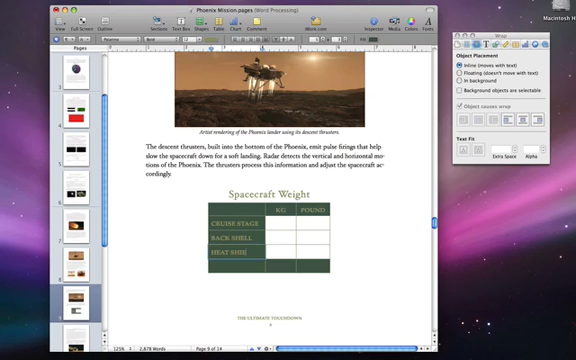 Phoenix Mission.pages (Word Processing)
View
Full Screen
Outline
Sections
Text Box
Shapes
Table
Chart
Comment
iWork.com
Inspector
Media
Colors
Fonts
Pages
Artist rendering of the Phoenix lander using its descent thrusters.
The descent thrusters, built into the bottom of the Phoenix, emit pulse firings that help
slow the spacecraft down for a soft landing. Radar detects the vertical and horizontal mo-
tions of the Phoenix. The thrusters process this information and adjust the spacecraft ac-
cordingly.
Spacecraft Weight
KG POUND
CRUISE STAGE
BACK SHELL
HEAT SHIE
THE ULTIMATE TOUCHDOWN
125%
2,678 Words
Page 9 of 14
Wrap
Object Placement
Inline (moves with text)
Floating (doesn't move with text)
In background
Background objects are selectable
Object causes wrap
Text Fit
Extra Space
Alpha
Macintosh H